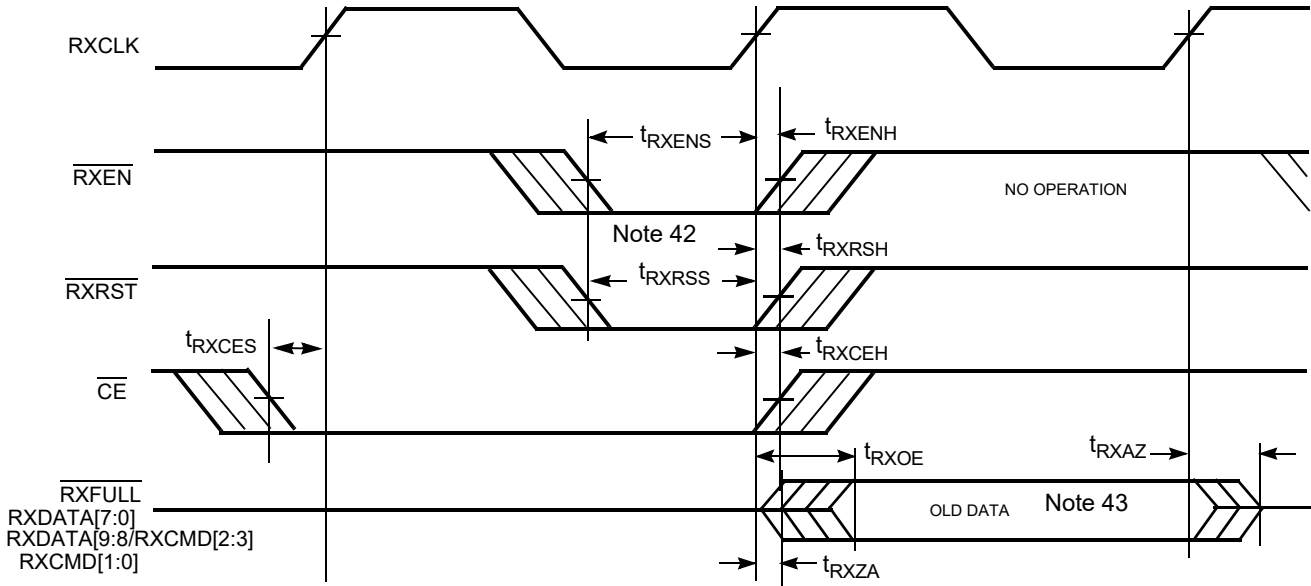 RXCLK
tRXENS
tRXENH
RXEN
NO OPERATION
Note 42
tRXRSH
tRXRSS
RXRST
tRXCES
tRXCEH
CE
tRXOE
tRXAZ
RXFULL
RXDATA[7:0]
OLD DATA Note 43
RXDATA[9:8/RXCMD[2:3]
RXCMD[1:0]
tRXZA